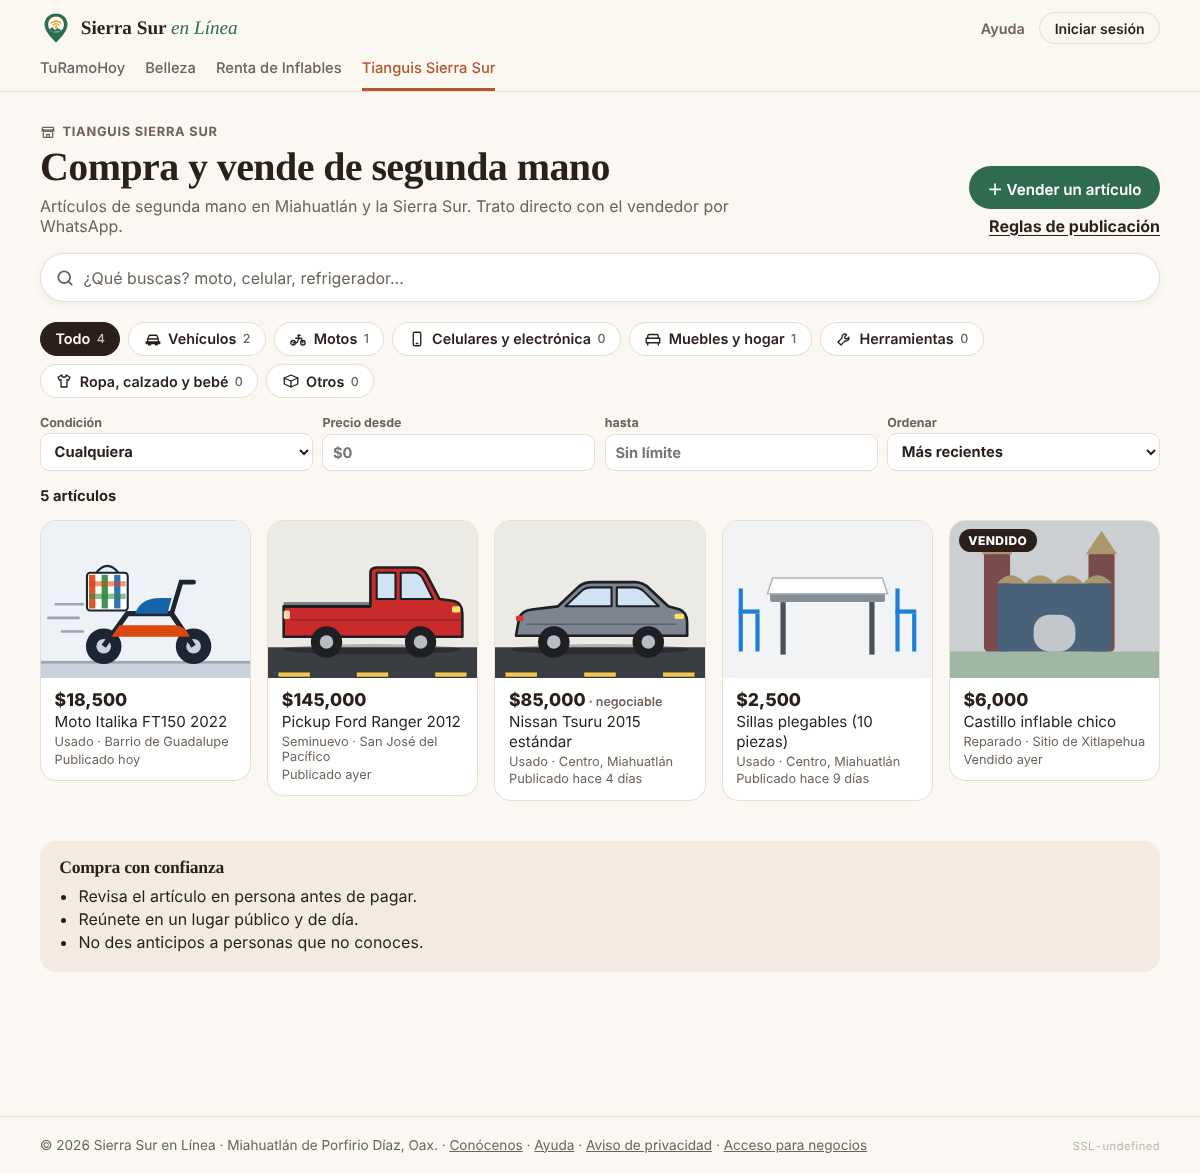 Sierra Sur en Línea
Ayuda
Iniciar sesión
TuRamoHoy
Belleza
Renta de Inflables
Tianguis Sierra Sur
TIANGUIS SIERRA SUR
Compra y vende de segunda mano
Artículos de segunda mano en Miahuatlán y la Sierra Sur. Trato directo con el vendedor por
WhatsApp.
+ Vender un artículo
Reglas de publicación
¿Qué buscas? moto, celular, refrigerador...
Todo 4
Vehículos 2
Motos 1
Celulares y electrónica 0
Muebles y hogar 1
Herramientas 0
Ropa, calzado y bebé 0
Otros 0
Condición
Cualquiera
Precio desde
$0
hasta
Sin límite
Ordenar
Más recientes
5 artículos
$18,500
Moto Italika FT150 2022
Usado · Barrio de Guadalupe
Publicado hoy
$145,000
Pickup Ford Ranger 2012
Seminuevo · San José del
Pacífico
Publicado ayer
$85,000 · negociable
Nissan Tsuru 2015
estándar
Usado · Centro, Miahuatlán
Publicado hace 4 días
$2,500
Sillas plegables (10
piezas)
Usado · Centro, Miahuatlán
Publicado hace 9 días
VENDIDO
$6,000
Castillo inflable chico
Reparado · Sitio de Xitlapehua
Vendido ayer
Compra con confianza
• Revisa el artículo en persona antes de pagar.
• Reúnete en un lugar público y de día.
• No des anticipos a personas que no conoces.
© 2026 Sierra Sur en Línea · Miahuatlán de Porfirio Díaz, Oax. · Conócenos · Ayuda · Aviso de privacidad · Acceso para negocios
SSL-undefined